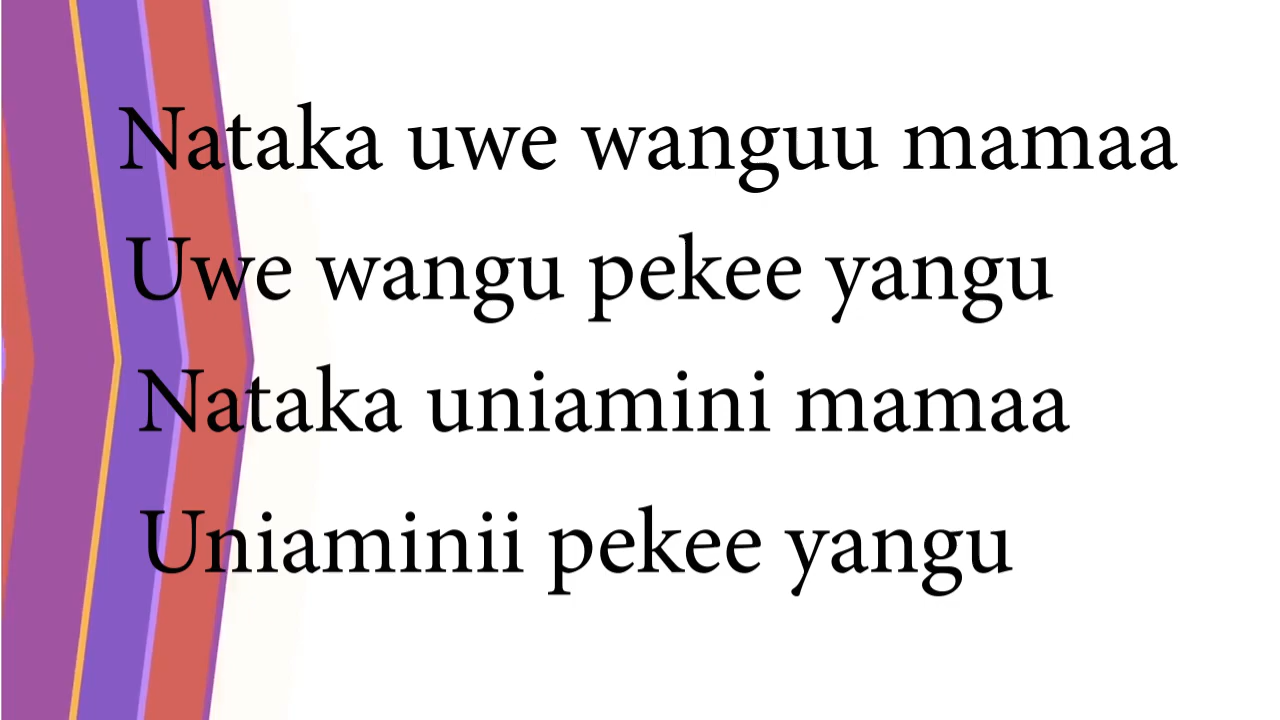 Nataka uwe wanguu mamaa
Uwe wangu pekee yangu
Nataka uniamini mamaa
Uniaminii pekee yangu